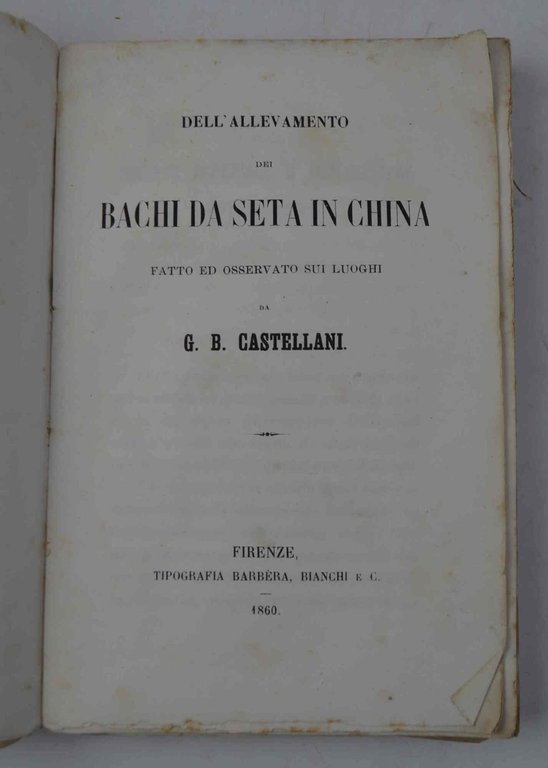 DELL'ALLEVAMENTO
DEI
BACHI DA SETA IN CHINA
FATTO ED OSSERVATO SUI LUOGHI
DA
G. B. CASTELLANI.
FIRENZE,
TIPOGRAFIA BARBÈRA, BIANCHI E C.
1860.